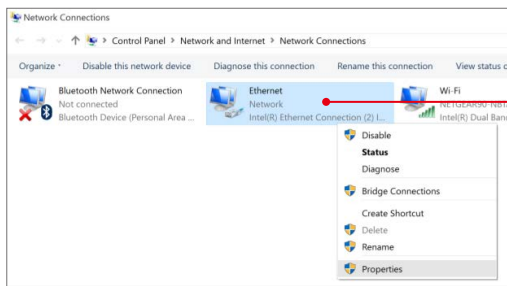 Network Connections
Control Panel > Network and Internet > Network Connections
Organize Disable this network device Diagnose this connection Rename this connection View status o
Bluetooth Network Connection
Not connected
Bluetooth Device (Personal Area ...
Ethernet
Network
Intel(R) Ethernet Connection (2) I...
Wi-Fi
Intel(R) Dual Ban
Disable
Status
Diagnose
Bridge Connections
Create Shortcut
Delete
Rename
Properties